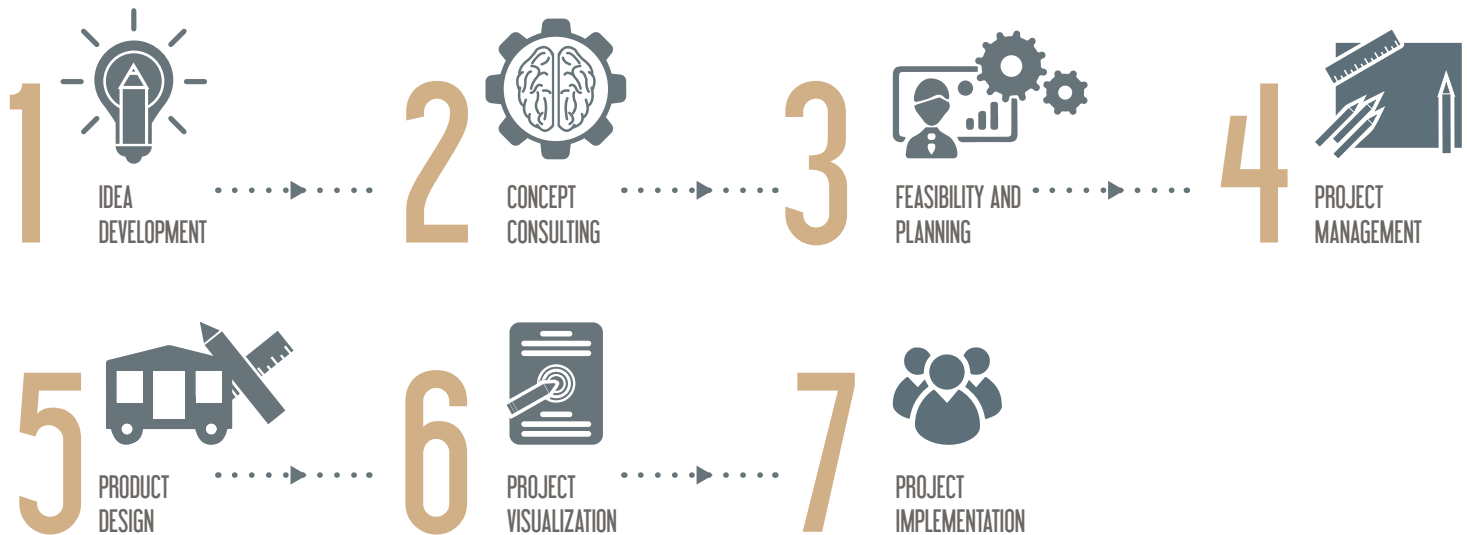 1
IDEA
DEVELOPMENT
2
CONCEPT
CONSULTING
3
FEASIBILITY AND
PLANNING
4
PROJECT
MANAGEMENT
5
PRODUCT
DESIGN
6
PROJECT
VISUALIZATION
7
PROJECT
IMPLEMENTATION